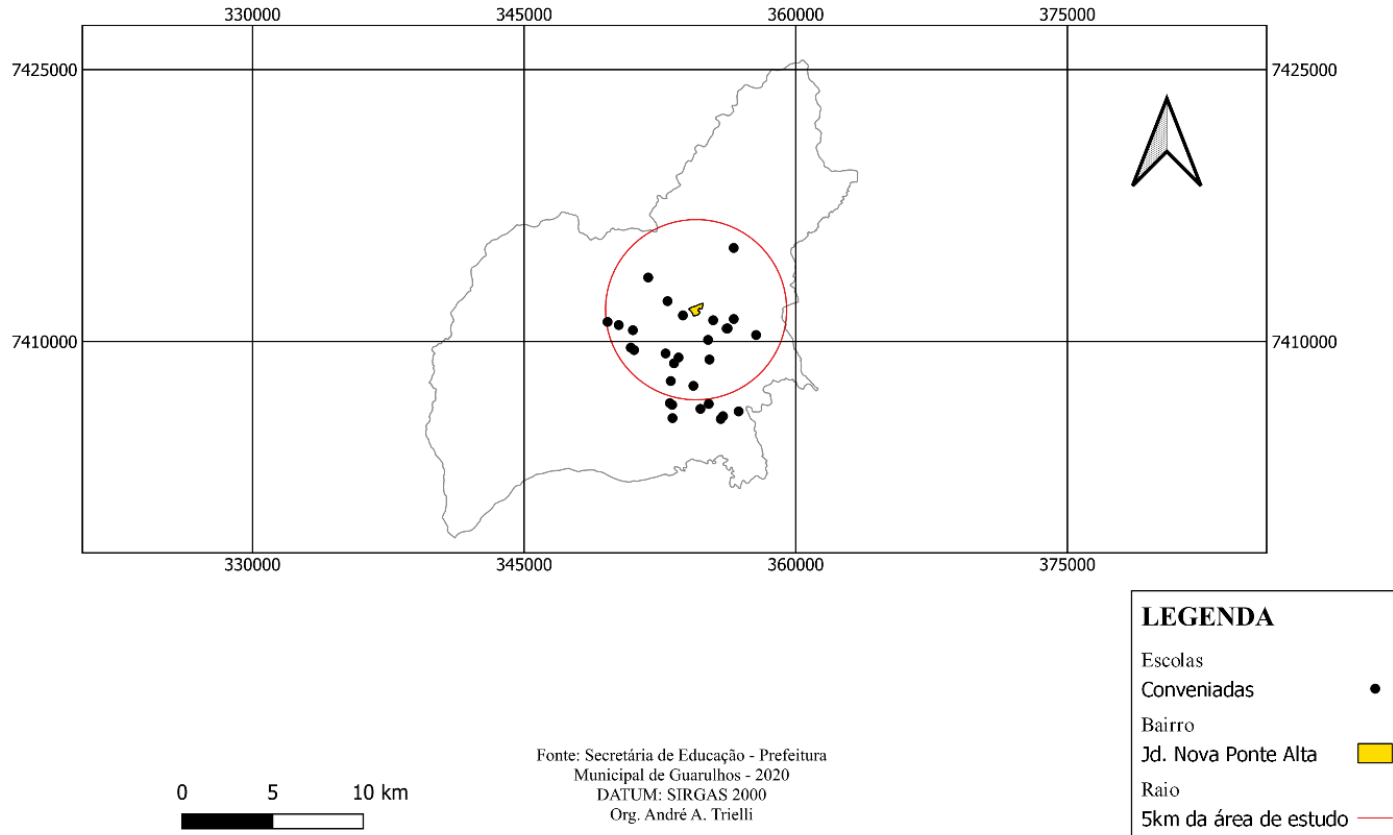 330000 345000 360000 375000
7425000 7425000
7410000 7410000
330000 345000 360000 375000
LEGENDA
Escolas
Conveniadas
Bairro
Jd. Nova Ponte Alta
Raio
5km da área de estudo
Fonte: Secretária de Educação - Prefeitura
Municipal de Guarulhos - 2020
DATUM: SIRGAS 2000
Org. André A. Trielli
0 5 10 km